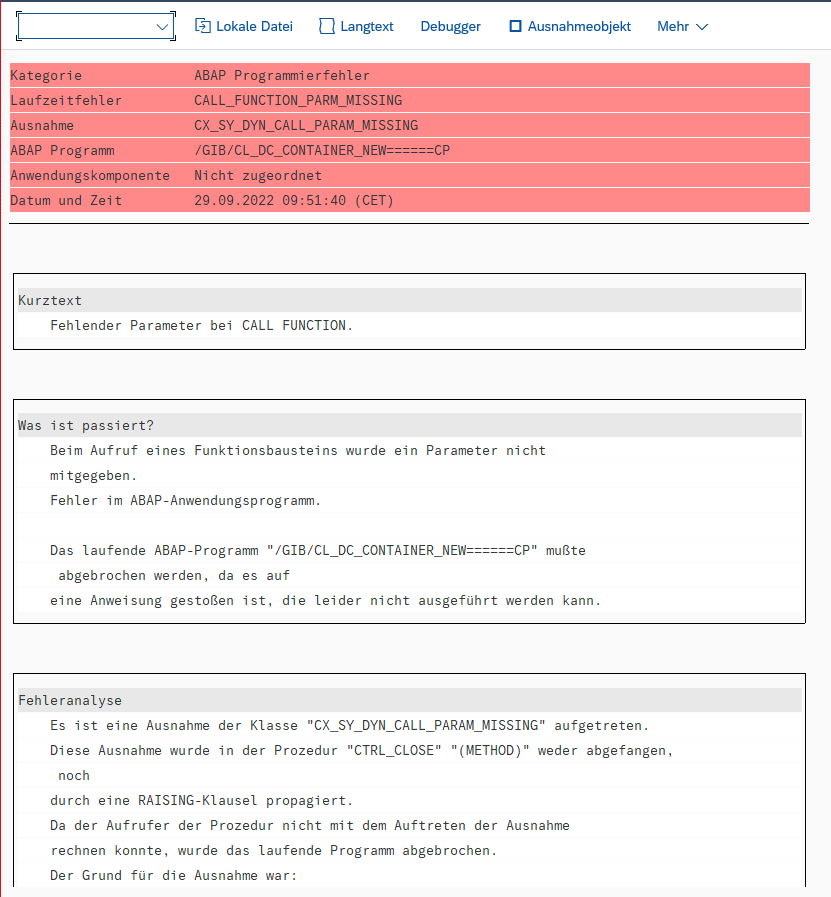 Lokale Datei Langtext Debugger Ausnahmeobjekt Mehr
Kategorie ABAP Programmierfehler
Laufzeitfehler CALL_FUNCTION_PARM_MISSING
Ausnahme CX_SY_DYN_CALL_PARAM_MISSING
ABAP Programm /GIB/CL_DC_CONTAINER_NEW======CP
Anwendungskomponente Nicht zugeordnet
Datum und Zeit 29.09.2022 09:51:40 (CET)
Kurztext
Fehlender Parameter bei CALL FUNCTION.
Was ist passiert?
Beim Aufruf eines Funktionsbausteins wurde ein Parameter nicht
mitgegeben.
Fehler im ABAP-Anwendungsprogramm.
Das laufende ABAP-Programm "/GIB/CL_DC_CONTAINER_NEW======CP" mußte
abgebrochen werden, da es auf
eine Anweisung gestoßen ist, die leider nicht ausgeführt werden kann.
Fehleranalyse
Es ist eine Ausnahme der Klasse "CX_SY_DYN_CALL_PARAM_MISSING" aufgetreten.
Diese Ausnahme wurde in der Prozedur "CTRL_CLOSE" "(METHOD)" weder abgefangen,
noch
durch eine RAISING-Klausel propagiert.
Da der Aufrufer der Prozedur nicht mit dem Auftreten der Ausnahme
rechnen konnte, wurde das laufende Programm abgebrochen.
Der Grund für die Ausnahme war: